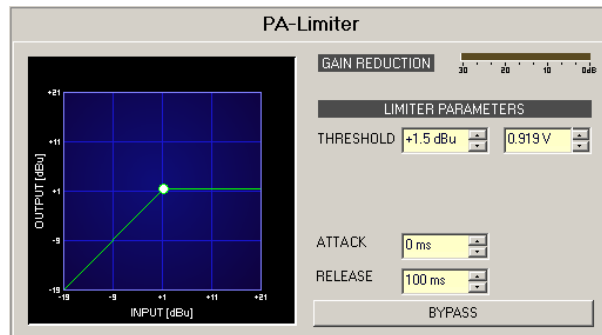 PA-Limiter
GAIN REDUCTION
30 20 10 0dB
LIMITER PARAMETERS
THRESHOLD +1.5 dBu 0.919 V
ATTACK 0 ms
RELEASE 100 ms
BYPASS
OUTPUT [dBu]
+21
+11
+1
-9
-19
-19 -9 +1 +11 +21
INPUT [dBu]